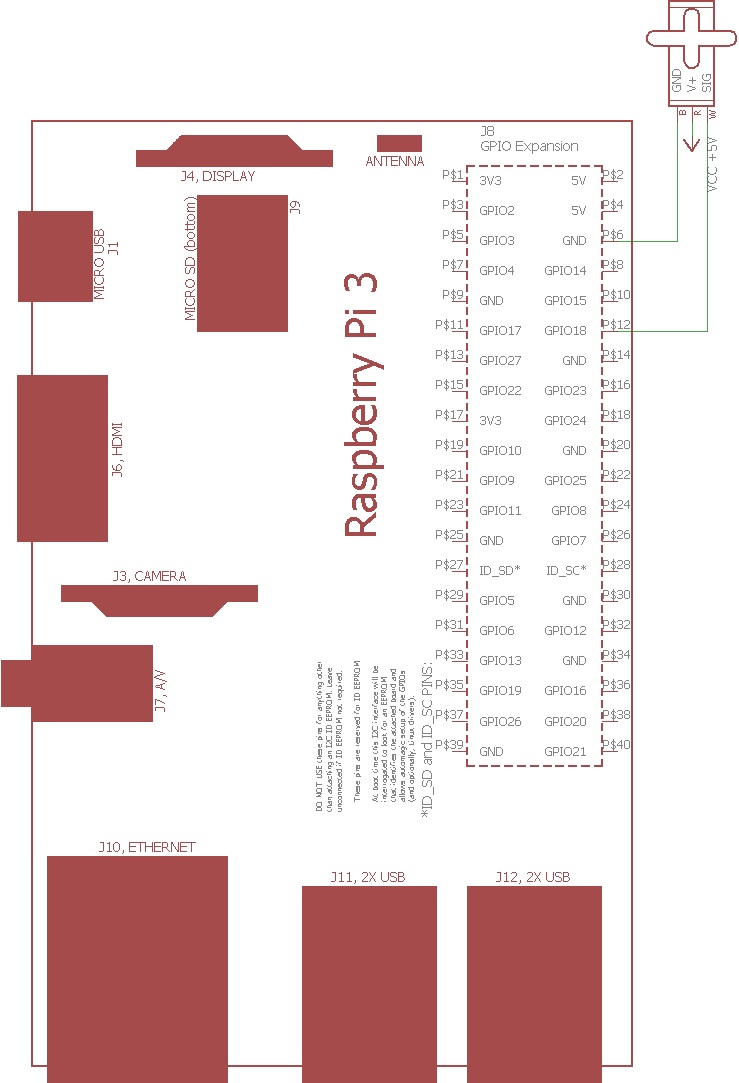 GND
V+
SIG
B
R
W
VCC +5V
J8
GPIO Expansion
ANTENNA
J4, DISPLAY
J9
MICRO SD (bottom)
J1
MICRO USB
Raspberry Pi 3
J6, HDMI
J3, CAMERA
J7, A/V
J10, ETHERNET
J11, 2X USB
J12, 2X USB
P$1 3V3 5V P$2
P$3 GPIO2 5V P$4
P$5 GPIO3 GND P$6
P$7 GPIO4 GPIO14 P$8
P$9 GND GPIO15 P$10
P$11 GPIO17 GPIO18 P$12
P$13 GPIO27 GND P$14
P$15 GPIO22 GPIO23 P$16
P$17 3V3 GPIO24 P$18
P$19 GPIO10 GND P$20
P$21 GPIO9 GPIO25 P$22
P$23 GPIO11 GPIO8 P$24
P$25 GND GPIO7 P$26
P$27 ID_SD* ID_SC* P$28
P$29 GPIO5 GND P$30
P$31 GPIO6 GPIO12 P$32
P$33 GPIO13 GND P$34
P$35 GPIO19 GPIO16 P$36
P$37 GPIO26 GPIO20 P$38
P$39 GND GPIO21 P$40
*ID_SD and ID_SC PINS:
DO NOT USE these pins for anything other
than attaching an I2C ID EEPROM. Leave
unconnected if ID EEPROM not required.
These pins are reserved for ID EEPROM
At boot time this I2C interface will be
interrogated to look for an EEPROM
that identifies the attached board and
allows automagic setup of the GPIOs
(and optionally, Linux drivers).